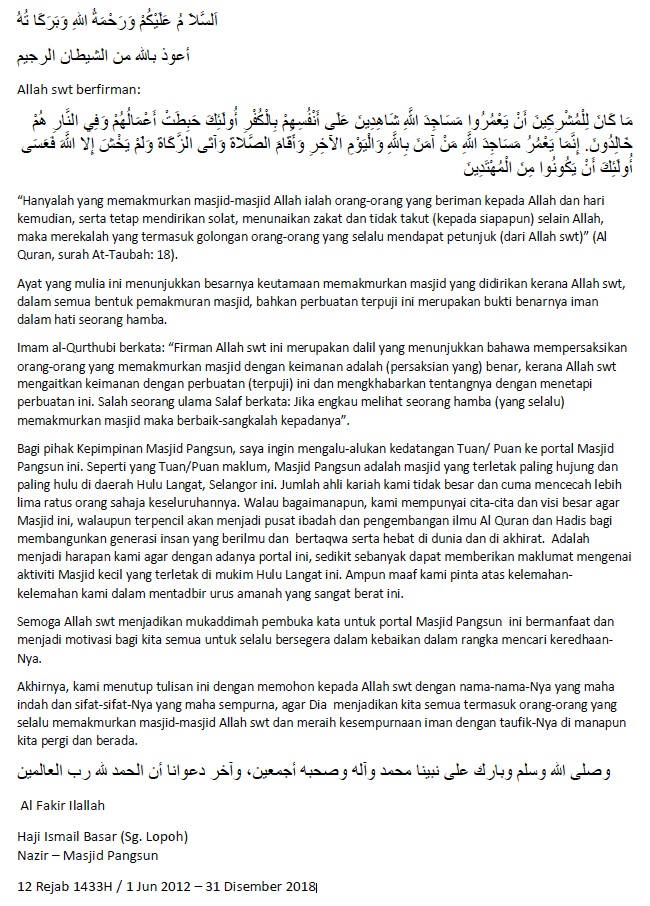 اَلسَّلاَ مُ عَلَيْكُمْ وَرَحْمَةُ اللهِ وَبَرَكَا تُهُ
أعوذ بالله من الشيطان الرجيم
Allah swt berfirman:
مَا كَانَ لِلْمُشْرِكِينَ أَنْ يَعْمُرُوا مَسَاجِدَ اللَّهِ شَاهِدِينَ عَلَى أَنْفُسِهِمْ بِالْكُفْرِ أُولَئِكَ حَبِطَتْ أَعْمَالُهُمْ وَفِي النَّارِ هُمْ
خَالِدُونَ. إِنَّمَا يَعْمُرُ مَسَاجِدَ اللَّهِ مَنْ آمَنَ بِاللَّهِ وَالْيَوْمِ الآخِرِ وَأَقَامَ الصَّلاَةَ وَآتَى الزَّكَاةَ وَلَمْ يَخْشَ إِلَّا اللَّهَ فَعَسَى
أُولَئِكَ أَنْ يَكُونُوا مِنَ الْمُهْتَدِينَ
“Hanyalah yang memakmurkan masjid-masjid Allah ialah orang-orang yang beriman kepada Allah dan hari
kemudian, serta tetap mendirikan solat, menunaikan zakat dan tidak takut (kepada siapapun) selain Allah,
maka merekalah yang termasuk golongan orang-orang yang selalu mendapat petunjuk (dari Allah swt)” (Al
Quran, surah At-Taubah: 18).
Ayat yang mulia ini menunjukkan besarnya keutamaan memakmurkan masjid yang didirikan kerana Allah swt,
dalam semua bentuk pemakmuran masjid, bahkan perbuatan terpuji ini merupakan bukti benarnya iman
dalam hati seorang hamba.
Imam al-Qurthubi berkata: “Firman Allah swt ini merupakan dalil yang menunjukkan bahawa mempersaksikan
orang-orang yang memakmurkan masjid dengan keimanan adalah (persaksian yang) benar, kerana Allah swt
mengaitkan keimanan dengan perbuatan (terpuji) ini dan mengkhabarkan tentangnya dengan menetapi
perbuatan ini. Salah seorang ulama Salaf berkata: Jika engkau melihat seorang hamba (yang selalu)
memakmurkan masjid maka berbaik-sangkalah kepadanya”.
Bagi pihak Kepimpinan Masjid Pangsun, saya ingin mengalu-alukan kedatangan Tuan/ Puan ke portal Masjid
Pangsun ini. Seperti yang Tuan/Puan maklum, Masjid Pangsun adalah masjid yang terletak paling hujung dan
paling hulu di daerah Hulu Langat, Selangor ini. Jumlah ahli kariah kami tidak besar dan cuma mencecah lebih
lima ratus orang sahaja keseluruhannya. Walau bagaimanapun, kami mempunyai cita-cita dan visi besar agar
Masjid ini, walaupun terpencil akan menjadi pusat ibadah dan pengembangan ilmu Al Quran dan Hadis bagi
membangunkan generasi insan yang berilmu dan bertaqwa serta hebat di dunia dan di akhirat. Adalah
menjadi harapan kami agar dengan adanya portal ini, sedikit sebanyak dapat memberikan maklumat mengenai
aktiviti Masjid kecil yang terletak di mukim Hulu Langat ini. Ampun maaf kami pinta atas kelemahan-
kelemahan kami dalam mentadbir urus amanah yang sangat berat ini.
Semoga Allah swt menjadikan mukaddimah pembuka kata untuk portal Masjid Pangsun ini bermanfaat dan
menjadi motivasi bagi kita semua untuk selalu bersegera dalam kebaikan dalam rangka mencari keredhaan-
Nya.
Akhirnya, kami menutup tulisan ini dengan memohon kepada Allah swt dengan nama-nama-Nya yang maha
indah dan sifat-sifat-Nya yang maha sempurna, agar Dia menjadikan kita semua termasuk orang-orang yang
selalu memakmurkan masjid-masjid Allah swt dan meraih kesempurnaan iman dengan taufik-Nya di manapun
kita pergi dan berada.
وصلى الله وسلم وبارك على نبينا محمد وآله وصحبه أجمعين، وآخر دعوانا أن الحمد لله رب العالمين
Al Fakir Ilallah
Haji Ismail Basar (Sg. Lopoh)
Nazir – Masjid Pangsun
12 Rejab 1433H / 1 Jun 2012 – 31 Disember 2018